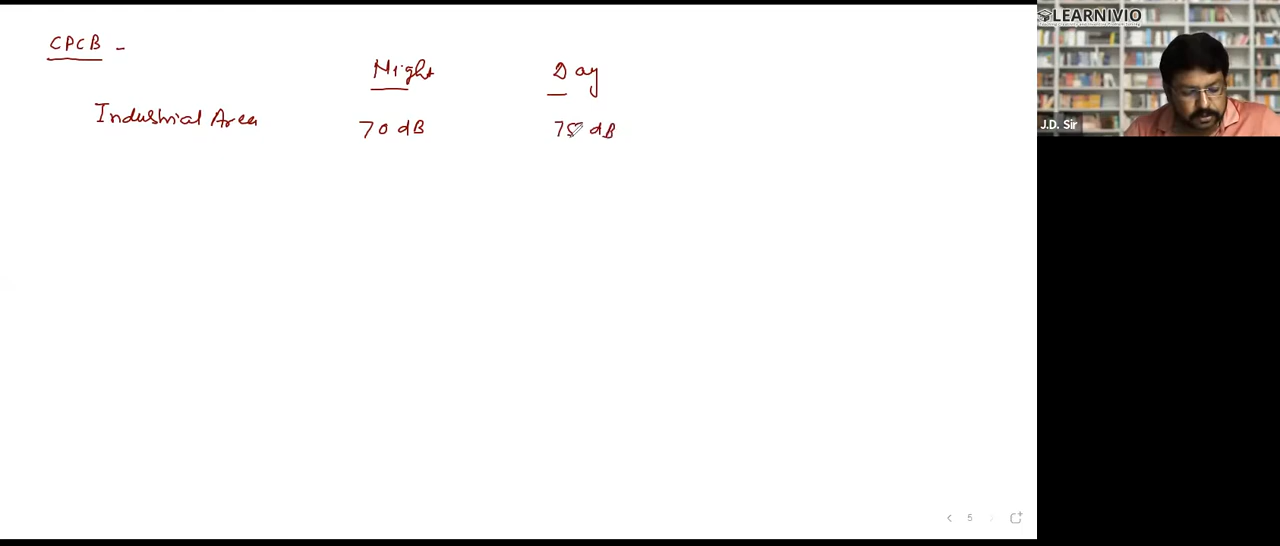 LEARNIVIO
CPCB -
Night Day
Industrial Area 70 dB 75 dB
J.D. Sir
5